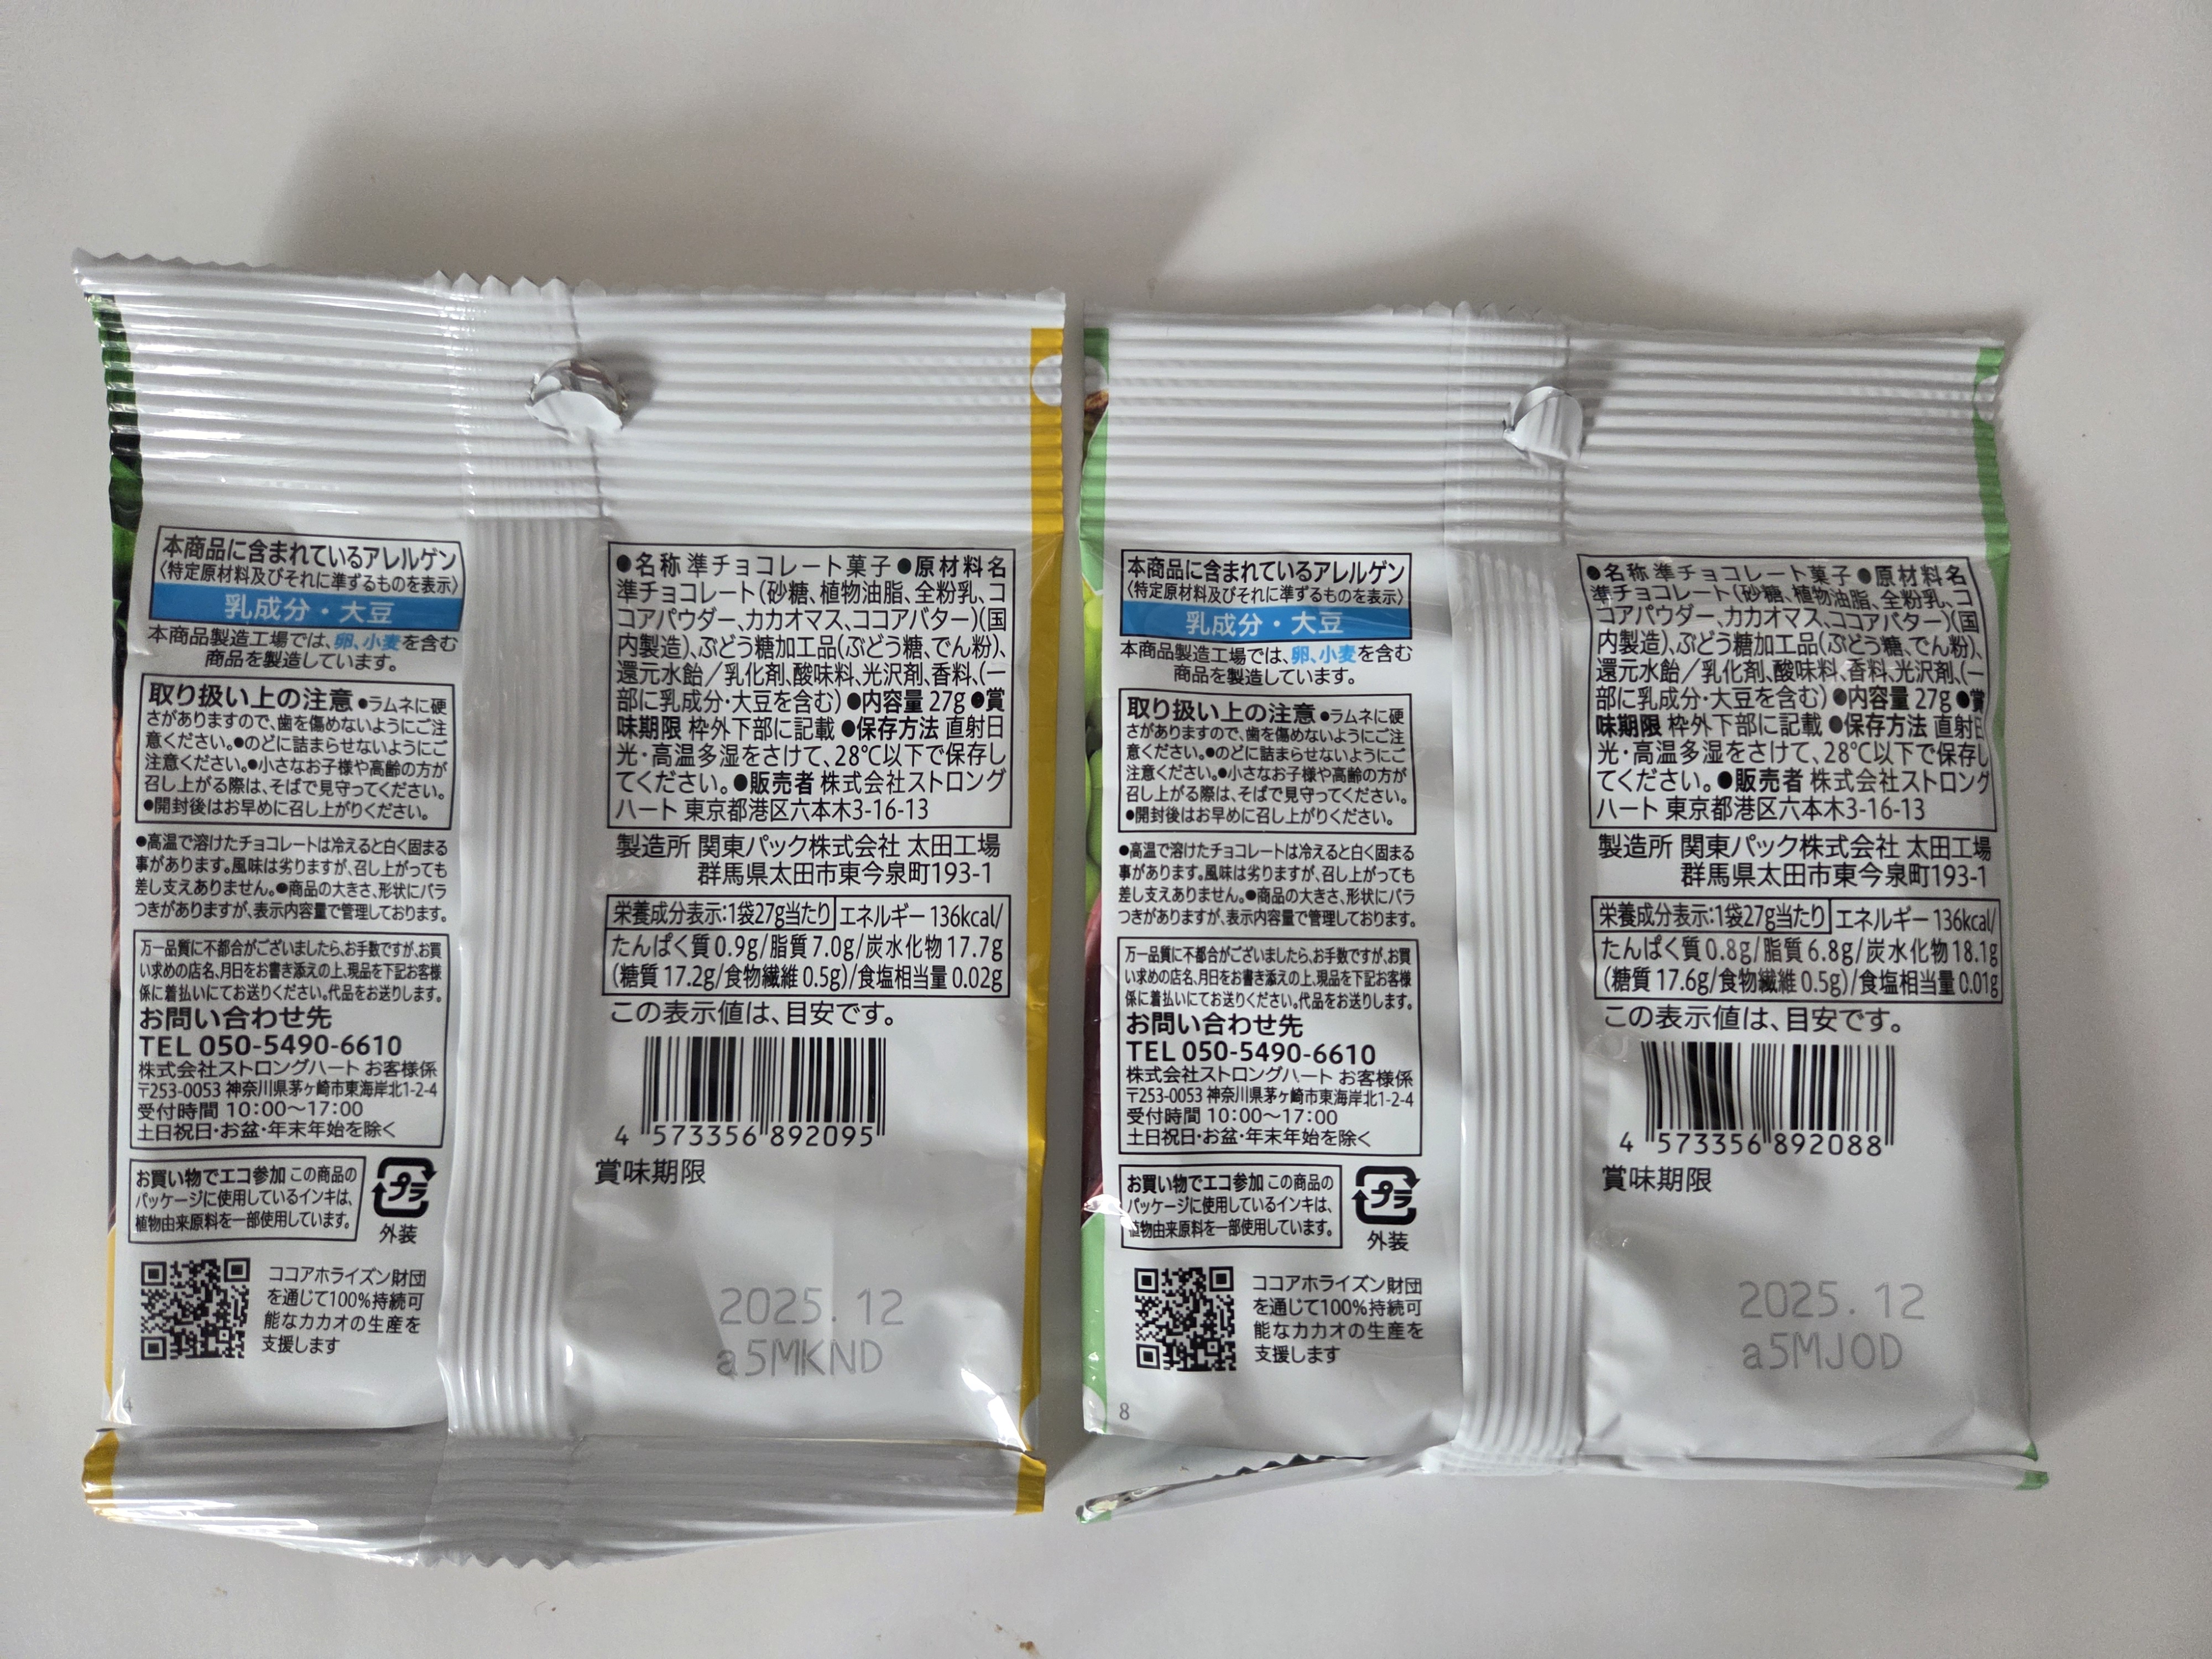 本商品に含まれているアレルゲン
〈特定原材料及びそれに準ずるものを表示〉
乳成分・大豆
本商品製造工場では、卵、小麦を含む
商品を製造しています。
取り扱い上の注意 ●ラムネに硬
さがありますので、歯を傷めないようにご注
意ください。●のどに詰まらせないようにご
注意ください。●小さなお子様や高齢の方が
召し上がる際は、そばで見守ってください。
●開封後はお早めに召し上がりください。
●高温で溶けたチョコレートは冷えると白く固まる
事があります。風味は劣りますが、召し上がっても
差し支えありません。●商品の大きさ、形状にバラ
つきがありますが、表示内容量で管理しております。
万一品質に不都合がございましたら、お手数ですが、お買
い求めの店名、月日をお書き添えの上、現品を下記お客様
係に着払いにてお送りください。代品をお送りします。
お問い合わせ先
TEL 050-5490-6610
株式会社ストロングハート お客様係
〒253-0053 神奈川県茅ヶ崎市東海岸北1-2-4
受付時間 10:00〜17:00
土日祝日・お盆・年末年始を除く
お買い物でエコ参加 この商品の
パッケージに使用しているインキは、
植物由来原料を一部使用しています。
プラ
外装
ココアホライズン財団
を通じて100%持続可
能なカカオの生産を
支援します
4
●名称 準チョコレート菓子 ●原材料名
準チョコレート(砂糖、植物油脂、全粉乳、コ
コアパウダー、カカオマス、ココアバター)(国
内製造)、ぶどう糖加工品(ぶどう糖、でん粉)、
還元水飴／乳化剤、酸味料、光沢剤、香料、(一
部に乳成分・大豆を含む) ●内容量 27g ●賞
味期限 枠外下部に記載 ●保存方法 直射日
光・高温多湿をさけて、28℃以下で保存し
てください。●販売者 株式会社ストロング
ハート 東京都港区六本木3-16-13
製造所 関東パック株式会社 太田工場
群馬県太田市東今泉町193-1
栄養成分表示:1袋27g当たり エネルギー 136kcal/
たんぱく質 0.9g/脂質 7.0g/炭水化物 17.7g
(糖質 17.2g/食物繊維 0.5g)/食塩相当量 0.02g
この表示値は、目安です。
4 573356 892095
賞味期限
2025.12
a5MKND
本商品に含まれているアレルゲン
〈特定原材料及びそれに準ずるものを表示〉
乳成分・大豆
本商品製造工場では、卵、小麦を含む
商品を製造しています。
取り扱い上の注意 ●ラムネに硬
さがありますので、歯を傷めないようにご注
意ください。●のどに詰まらせないようにご
注意ください。●小さなお子様や高齢の方が
召し上がる際は、そばで見守ってください。
●開封後はお早めに召し上がりください。
●高温で溶けたチョコレートは冷えると白く固まる
事があります。風味は劣りますが、召し上がっても
差し支えありません。●商品の大きさ、形状にバラ
つきがありますが、表示内容量で管理しております。
万一品質に不都合がございましたら、お手数ですが、お買
い求めの店名、月日をお書き添えの上、現品を下記お客様
係に着払いにてお送りください。代品をお送りします。
お問い合わせ先
TEL 050-5490-6610
株式会社ストロングハート お客様係
〒253-0053 神奈川県茅ヶ崎市東海岸北1-2-4
受付時間 10:00〜17:00
土日祝日・お盆・年末年始を除く
お買い物でエコ参加 この商品の
パッケージに使用しているインキは、
植物由来原料を一部使用しています。
プラ
外装
ココアホライズン財団
を通じて100%持続可
能なカカオの生産を
支援します
8
●名称 準チョコレート菓子 ●原材料名
準チョコレート(砂糖、植物油脂、全粉乳、コ
コアパウダー、カカオマス、ココアバター)(国
内製造)、ぶどう糖加工品(ぶどう糖、でん粉)、
還元水飴／乳化剤、酸味料、香料、光沢剤、(一
部に乳成分・大豆を含む) ●内容量 27g ●賞
味期限 枠外下部に記載 ●保存方法 直射日
光・高温多湿をさけて、28℃以下で保存し
てください。●販売者 株式会社ストロング
ハート 東京都港区六本木3-16-13
製造所 関東パック株式会社 太田工場
群馬県太田市東今泉町193-1
栄養成分表示:1袋27g当たり エネルギー 136kcal/
たんぱく質 0.8g/脂質 6.8g/炭水化物 18.1g
(糖質 17.6g/食物繊維 0.5g)/食塩相当量 0.01g
この表示値は、目安です。
4 573356 892088
賞味期限
2025.12
a5MJOD